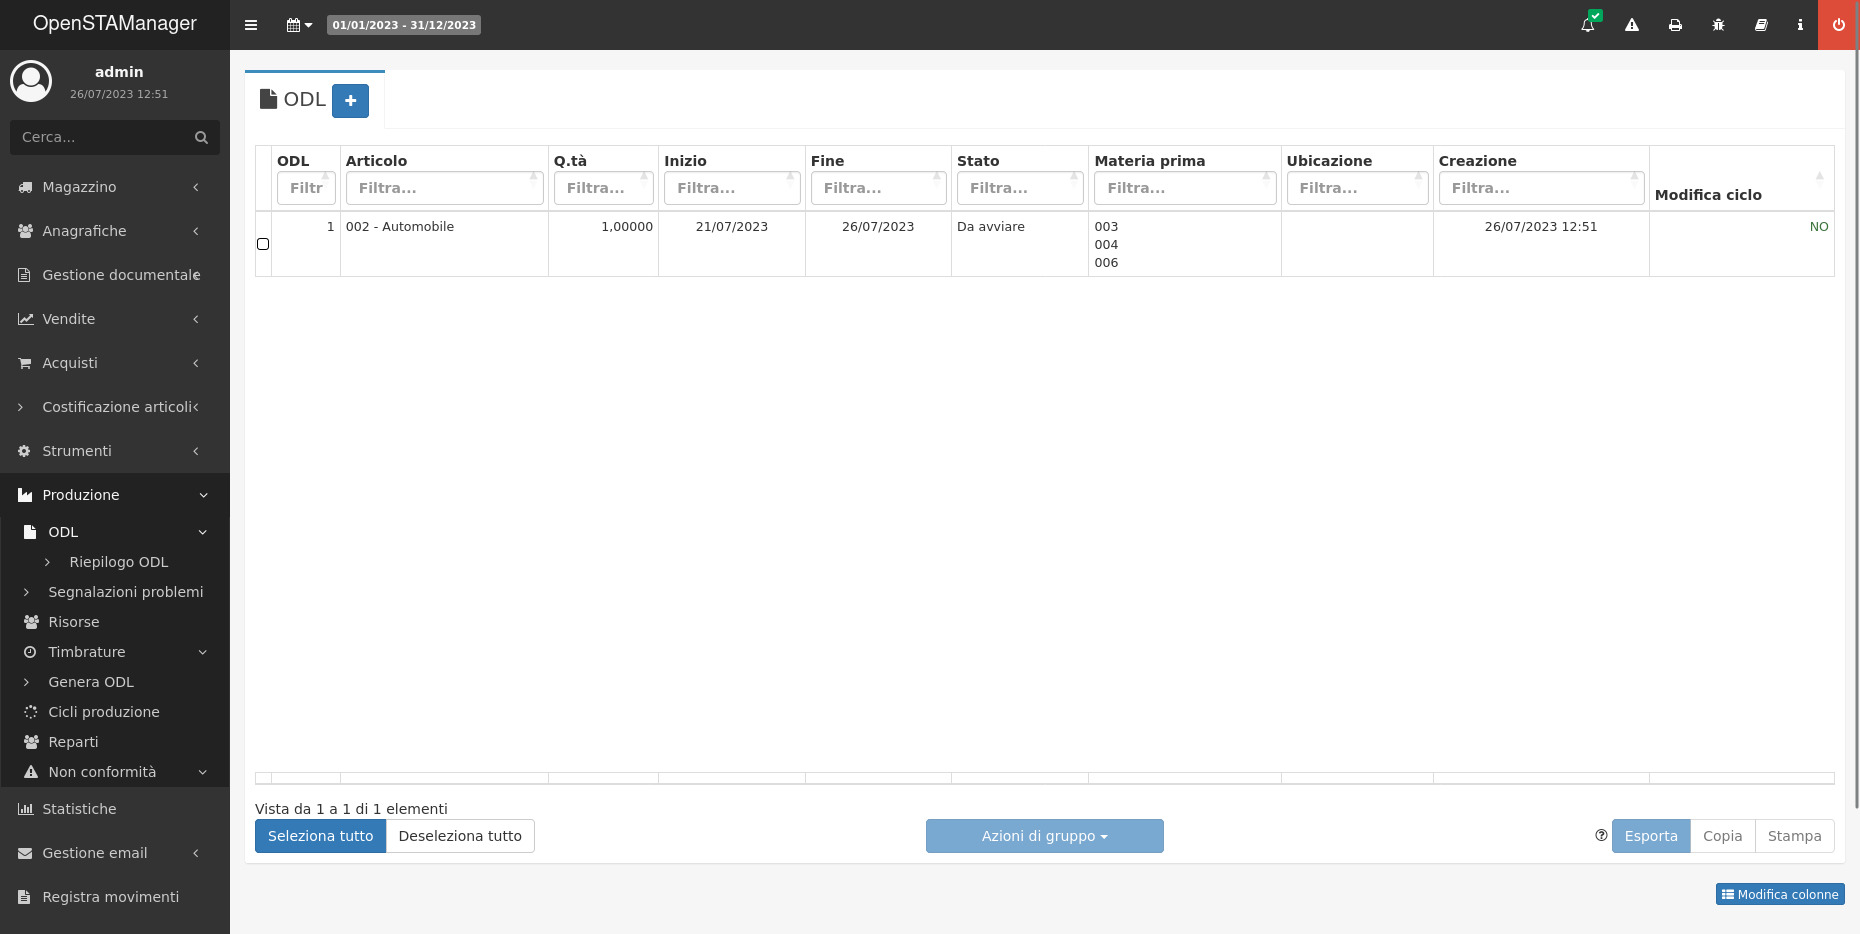 OpenSTAManager
01/01/2023 - 31/12/2023
admin
26/07/2023 12:51
Cerca...
Magazzino
Anagrafiche
Gestione documentale
Vendite
Acquisti
Costificazione articoli
Strumenti
Produzione
ODL
Riepilogo ODL
Segnalazioni problemi
Risorse
Timbrature
Genera ODL
Cicli produzione
Reparti
Non conformità
Statistiche
Gestione email
Registra movimenti
ODL
ODL Articolo Q.tà Inizio Fine Stato Materia prima Ubicazione Creazione Modifica ciclo
Filtr Filtra... Filtra... Filtra... Filtra... Filtra... Filtra... Filtra... Filtra...
1 002 - Automobile 1,00000 21/07/2023 26/07/2023 Da avviare 003 26/07/2023 12:51 NO
004
006
Vista da 1 a 1 di 1 elementi
Seleziona tutto Deseleziona tutto Azioni di gruppo Esporta Copia Stampa
Modifica colonne